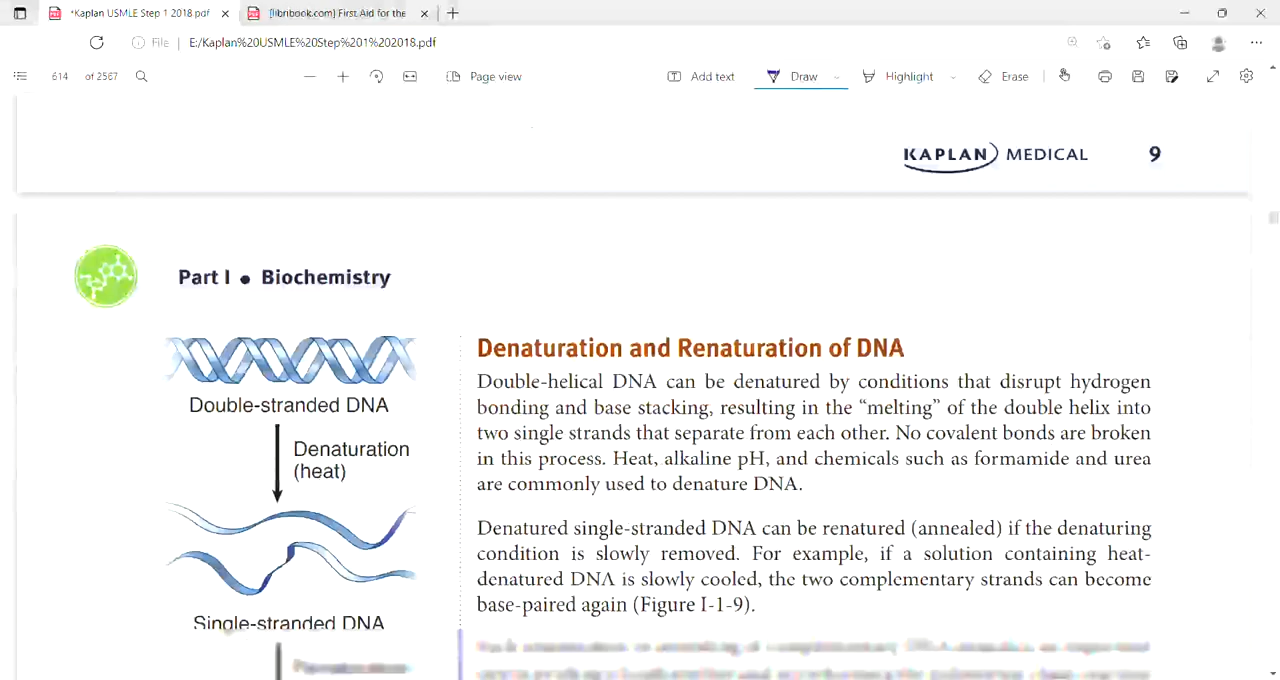 *Kaplan USMLE Step 1 2018 pdf
[libribook.com] First Aid for the
File
E:/Kaplan%20USMLE%20Step%201%202018.pdf
614 of 2567
Page view
Add text
Draw
Highlight
Erase
KAPLAN MEDICAL 9
Part I • Biochemistry
Double-stranded DNA
Denaturation
(heat)
Single-stranded DNA
Denaturation and Renaturation of DNA
Double-helical DNA can be denatured by conditions that disrupt hydrogen
bonding and base stacking, resulting in the “melting” of the double helix into
two single strands that separate from each other. No covalent bonds are broken
in this process. Heat, alkaline pH, and chemicals such as formamide and urea
are commonly used to denature DNA.
Denatured single-stranded DNA can be renatured (annealed) if the denaturing
condition is slowly removed. For example, if a solution containing heat-
denatured DNA is slowly cooled, the two complementary strands can become
base-paired again (Figure I-1-9).